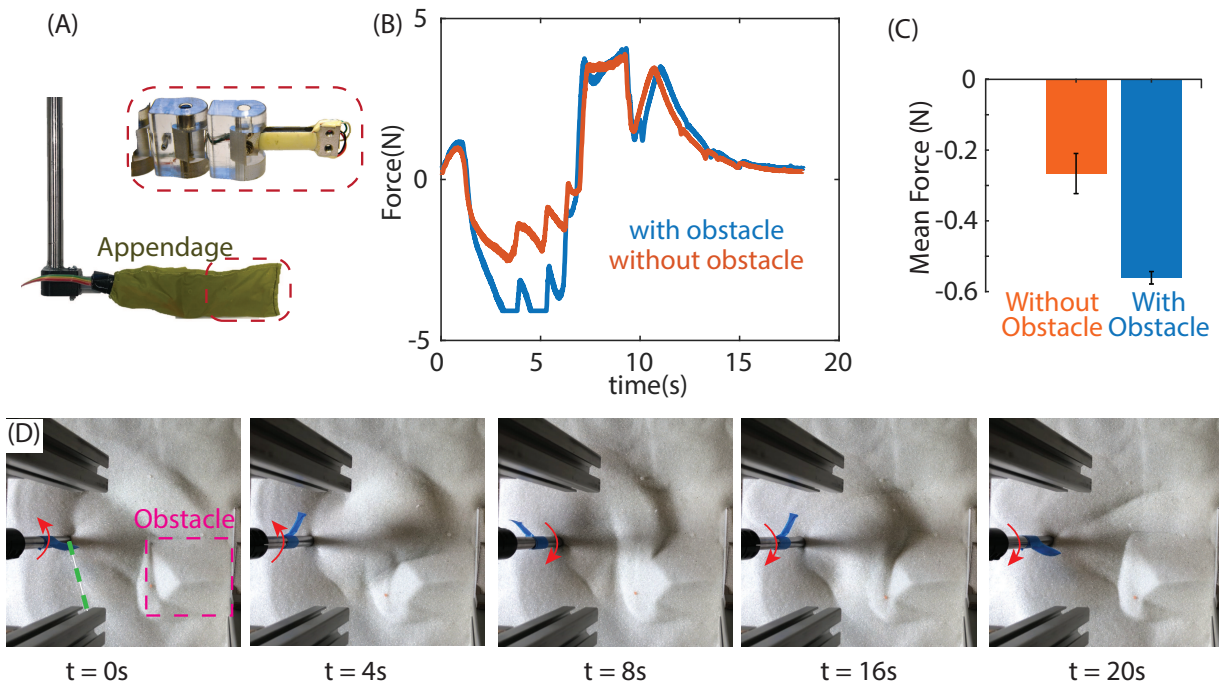 (A)
Appendage
(B)
Force(N)
5
0
-5
with obstacle
without obstacle
0
5
10
15
20
time(s)
(C)
Mean Force (N)
0
-0.2
-0.4
-0.6
Without
Obstacle
With
Obstacle
(D)
Obstacle
t = 0s
t = 4s
t = 8s
t = 16s
t = 20s